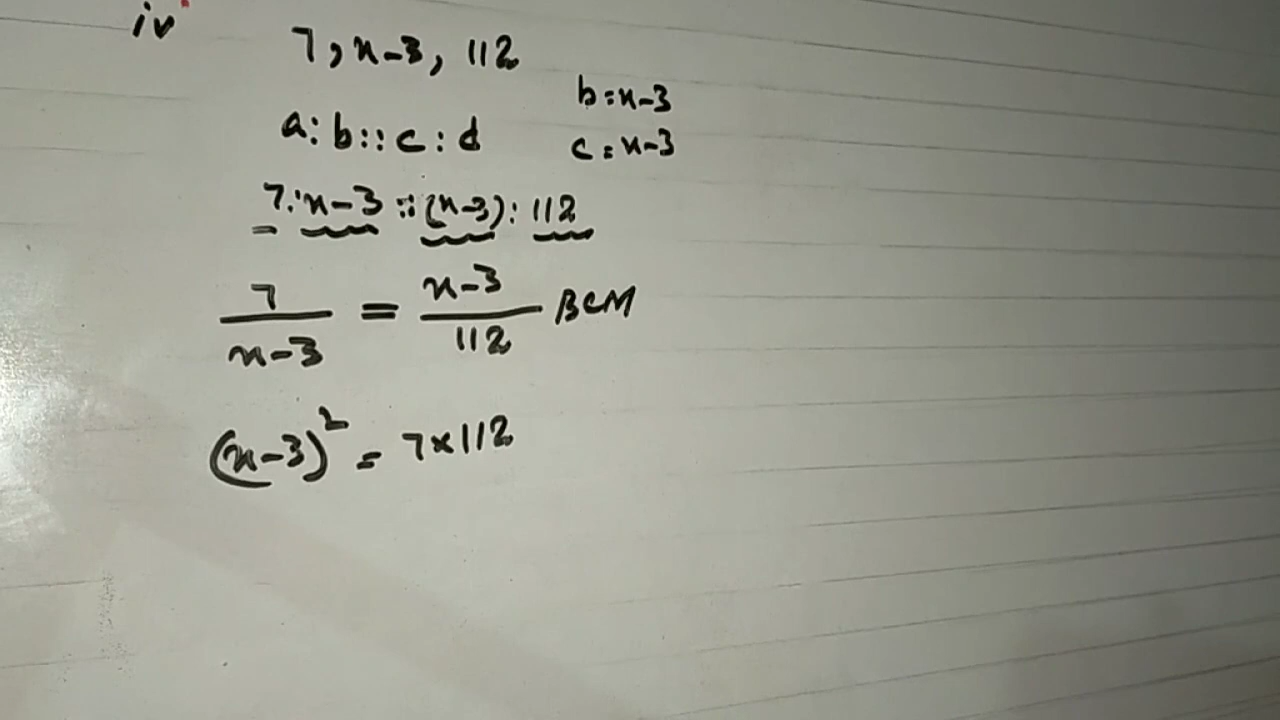 iv
7, x-3, 112
b = x-3
a : b :: c : d
c = x-3
7 : x-3 :: (x-3) : 112
7/(x-3) = (x-3)/112 BCM
(x-3)² = 7×112